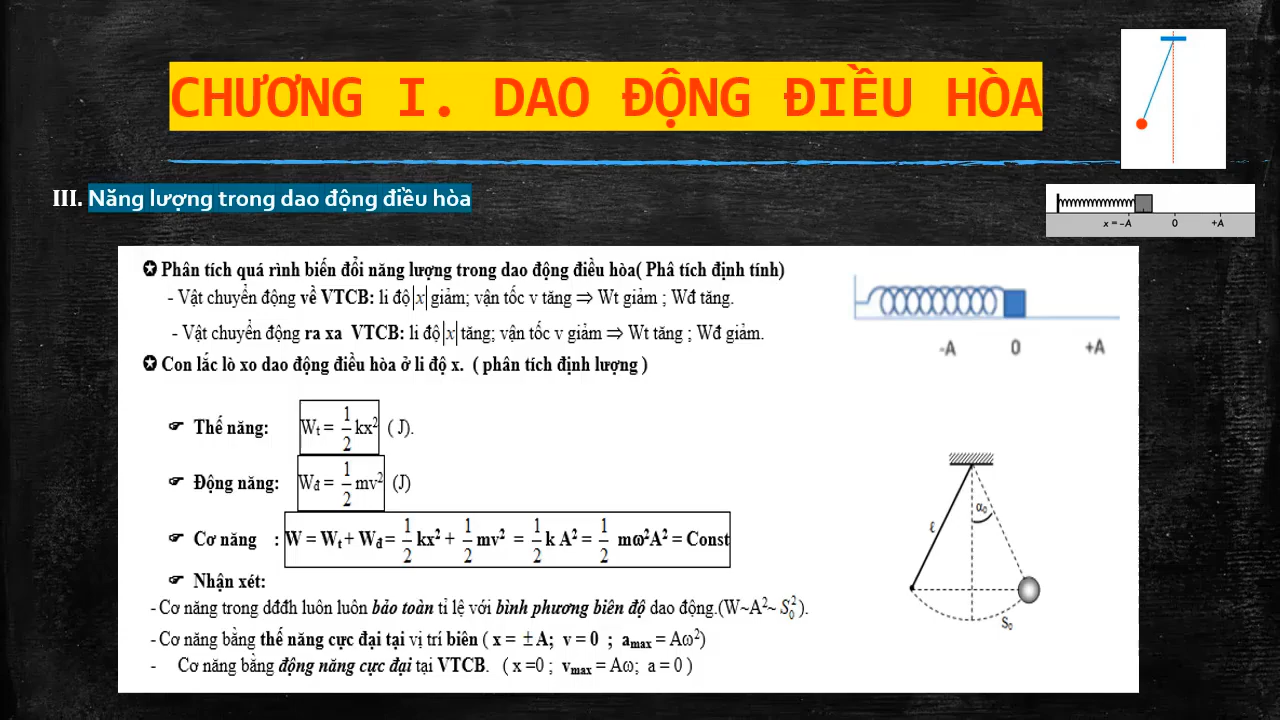 CHƯƠNG I. DAO ĐỘNG ĐIỀU HÒA
III. Năng lượng trong dao động điều hòa
x = -A 0 +A
✪ Phân tích quá rình biến đổi năng lượng trong dao động điều hòa( Phâ tích định tính)
- Vật chuyển động về VTCB: li độ |x| giảm; vận tốc v tăng ⇒ Wt giảm ; Wđ tăng.
- Vật chuyển động ra xa VTCB: li độ |x| tăng; vận tốc v giảm ⇒ Wt tăng ; Wđ giảm.
-A 0 +A
✪ Con lắc lò xo dao động điều hòa ở li độ x. ( phân tích định lượng )
☞ Thế năng: Wt = 1/2 kx² ( J).
☞ Động năng: Wđ = 1/2 mv² (J)
☞ Cơ năng : W = Wt + Wđ = 1/2 kx² + 1/2 mv² = 1/2 k A² = 1/2 mω²A² = Const
☞ Nhận xét:
- Cơ năng trong dđđh luôn luôn bảo toàn tỉ lệ với bình phương biên độ dao động.(W~A²~ S₀² ).
- Cơ năng bằng thế năng cực đại tại vị trí biên ( x = ±A; v = 0 ; amax = Aω²)
- Cơ năng bằng động năng cực đại tại VTCB. ( x =0 ; vmax = Aω; a = 0 )
α₀
ℓ
S₀